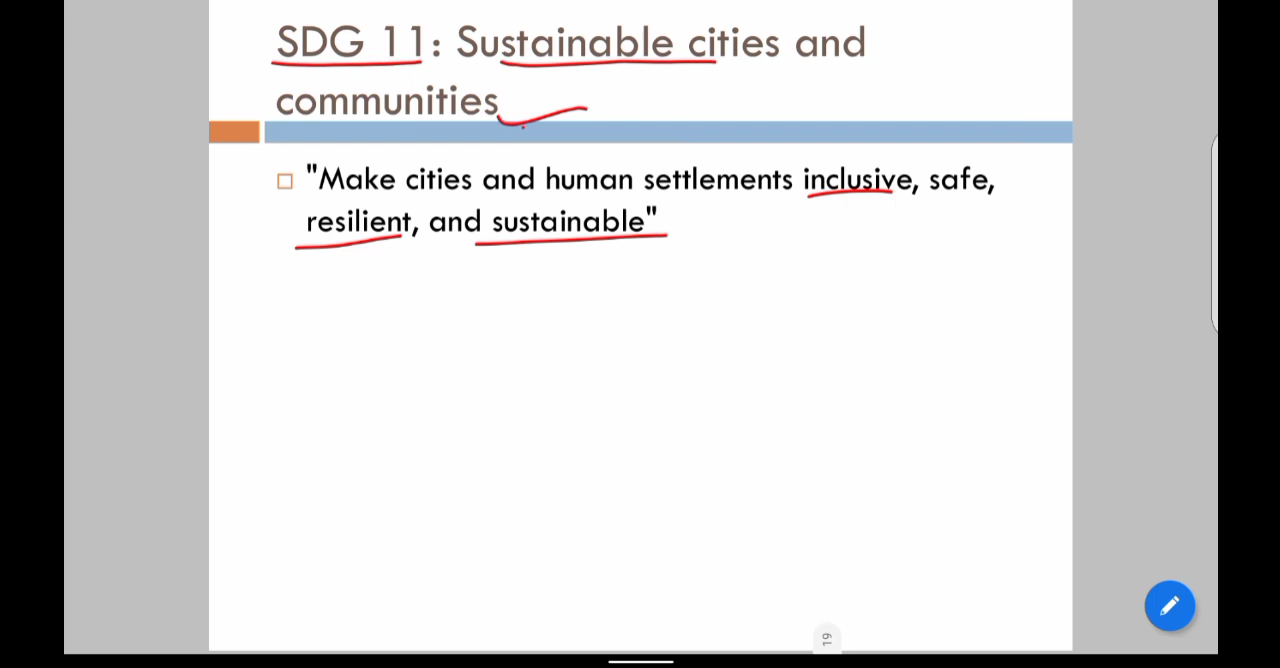 SDG 11: Sustainable cities and
communities
"Make cities and human settlements inclusive, safe,
resilient, and sustainable"
19